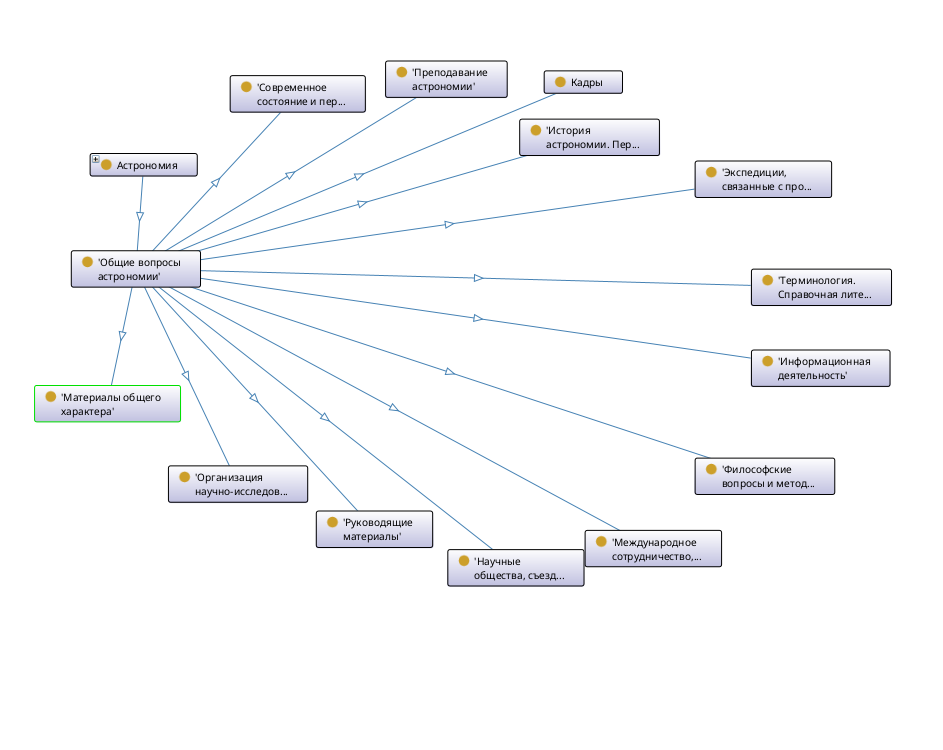 'Современное
состояние и пер...
'Преподавание
астрономии'
Кадры
'История
астрономии. Пер...
Астрономия
'Экспедиции,
связанные с про...
'Общие вопросы
астрономии'
'Терминология.
Справочная лите...
'Информационная
деятельность'
'Материалы общего
характера'
'Философские
вопросы и метод...
'Организация
научно-исследов...
'Руководящие
материалы'
'Международное
сотрудничество,...
'Научные
общества, съезд...